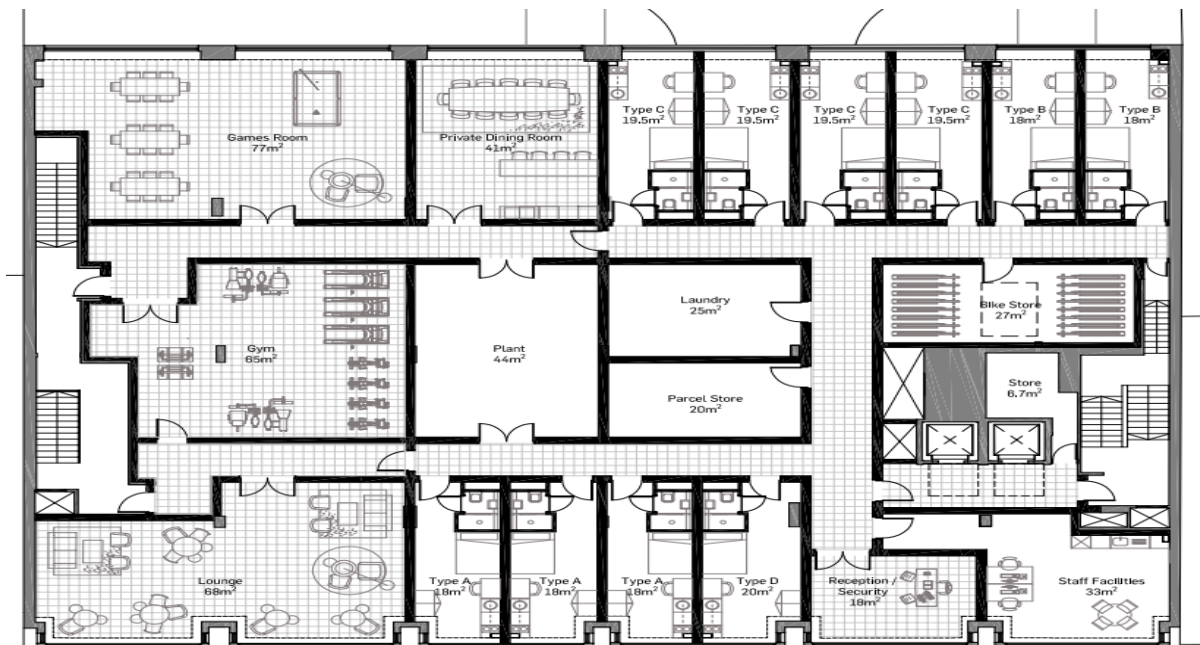 Games Room
77m²
Private Dining Room
41m²
Type C
19.5m²
Type C
19.5m²
Type C
19.5m²
Type C
19.5m²
Type B
18m²
Type B
18m²
Gym
65m²
Plant
44m²
Laundry
25m²
Parcel Store
20m²
Bike Store
27m²
Store
6.7m²
Lounge
68m²
Type A
18m²
Type A
18m²
Type A
18m²
Type D
20m²
Reception /
Security
18m²
Staff Facilities
33m²